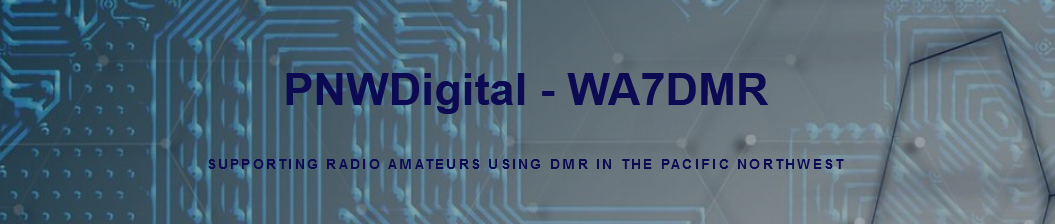 PNWDigital - WA7DMR
SUPPORTING RADIO AMATEURS USING DMR IN THE PACIFIC NORTHWEST